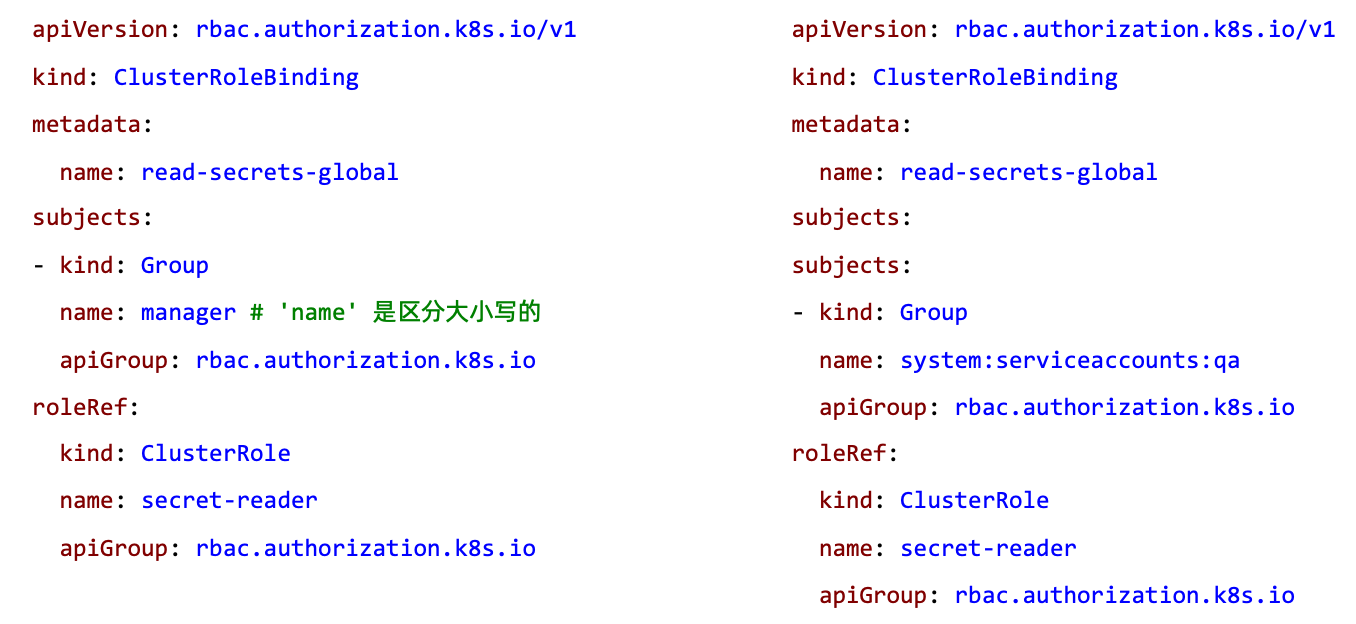 apiVersion: rbac.authorization.k8s.io/v1
kind: ClusterRoleBinding
metadata:
  name: read-secrets-global
subjects:
- kind: Group
  name: manager # 'name' 是区分大小写的
  apiGroup: rbac.authorization.k8s.io
roleRef:
  kind: ClusterRole
  name: secret-reader
  apiGroup: rbac.authorization.k8s.io
apiVersion: rbac.authorization.k8s.io/v1
kind: ClusterRoleBinding
metadata:
  name: read-secrets-global
subjects:
subjects:
- kind: Group
  name: system:serviceaccounts:qa
  apiGroup: rbac.authorization.k8s.io
roleRef:
  kind: ClusterRole
  name: secret-reader
  apiGroup: rbac.authorization.k8s.io